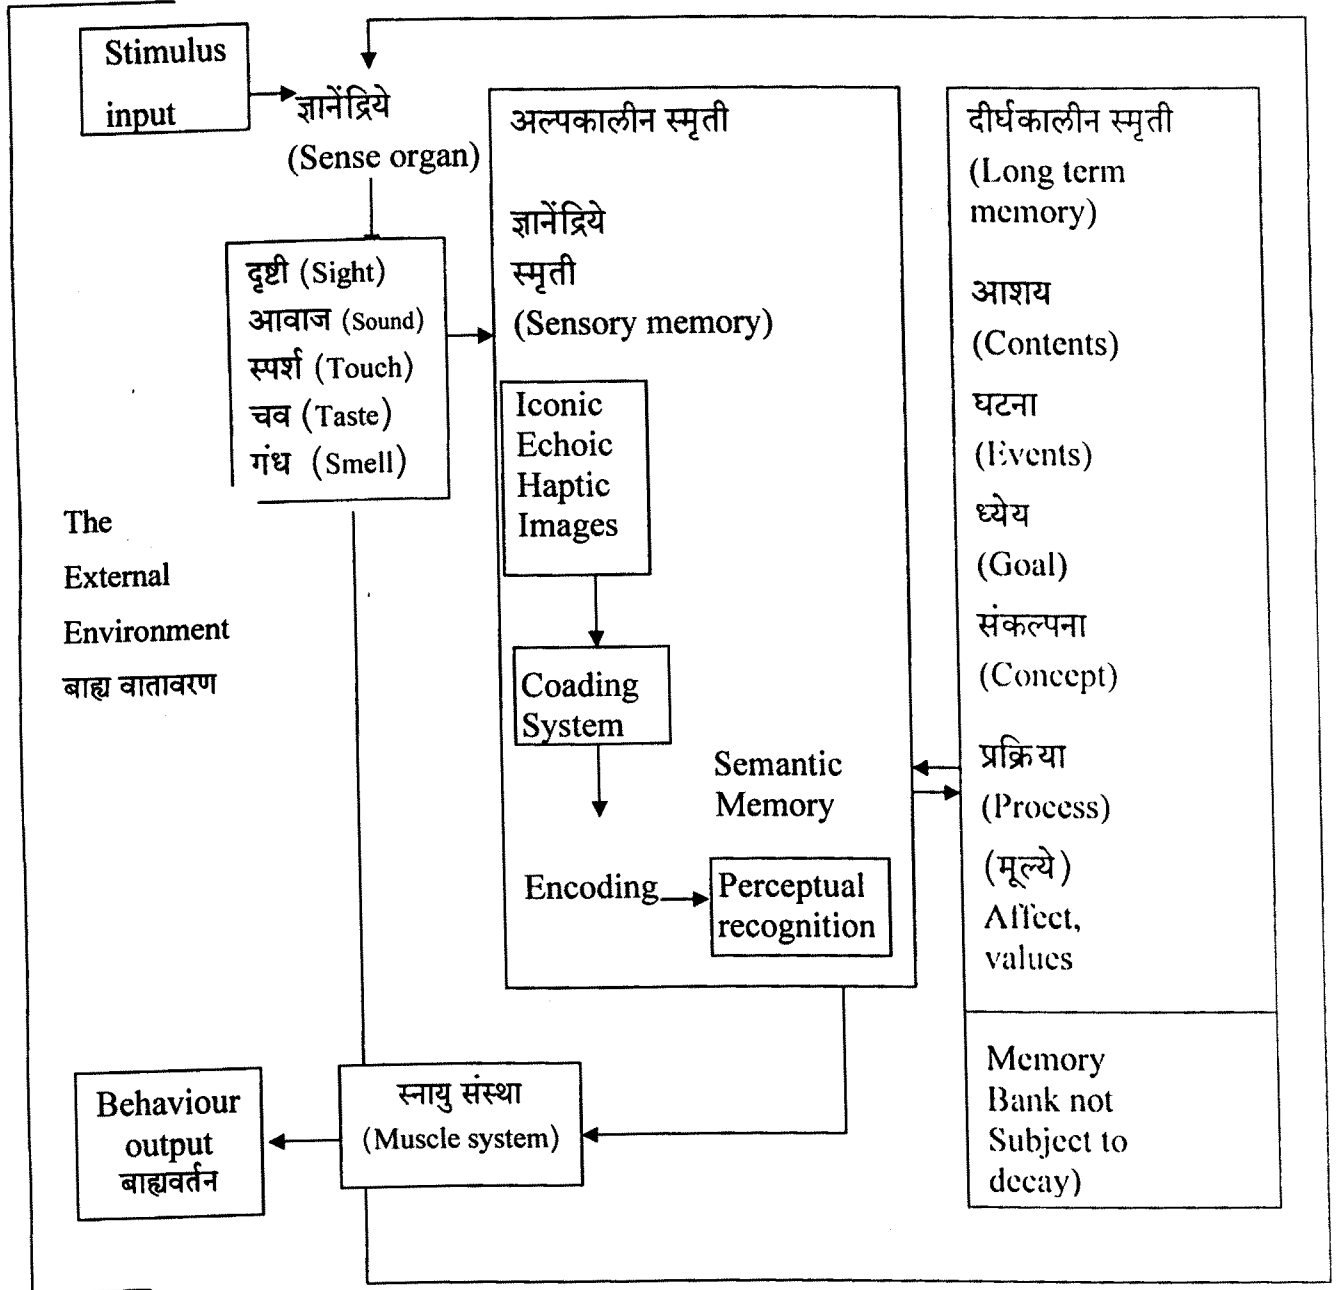 Stimulus
input
ज्ञानेंद्रिये
(Sense organ)
दृष्टी (Sight)
आवाज (Sound)
स्पर्श (Touch)
चव (Taste)
गंध (Smell)
The
External
Environment
बाह्य वातावरण
अल्पकालीन स्मृती
ज्ञानेंद्रिये
स्मृती
(Sensory memory)
Iconic
Echoic
Haptic
Images
Coading
System
Semantic
Memory
Encoding
Perceptual
recognition
दीर्घकालीन स्मृती
(Long term
memory)
आशय
(Contents)
घटना
(Events)
ध्येय
(Goal)
संकल्पना
(Concept)
प्रक्रिया
(Process)
(मूल्ये)
Affect,
values
Memory
Bank not
Subject to
decay)
स्नायु संस्था
(Muscle system)
Behaviour
output
बाह्यवर्तन